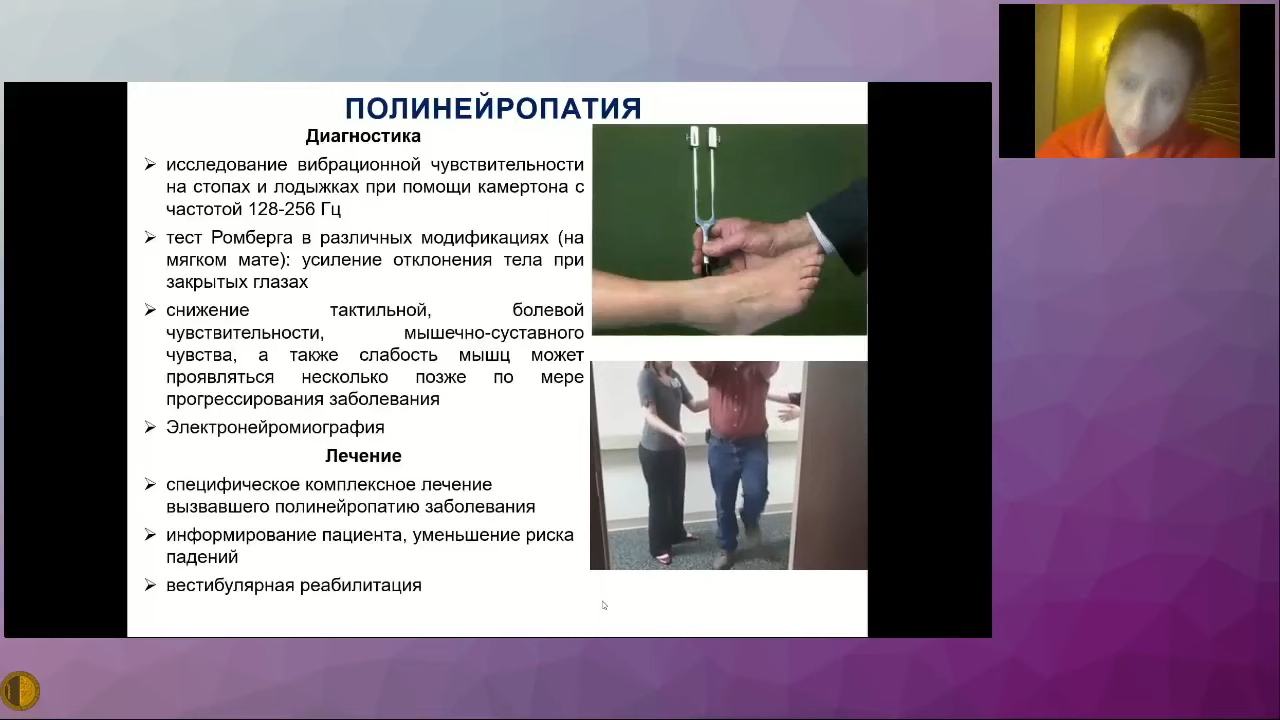 ПОЛИНЕЙРОПАТИЯ
Диагностика
исследование вибрационной чувствительности
на стопах и лодыжках при помощи камертона с
частотой 128-256 Гц
тест Ромберга в различных модификациях (на
мягком мате): усиление отклонения тела при
закрытых глазах
снижение тактильной, болевой
чувствительности, мышечно-суставного
чувства, а также слабость мышц может
проявляться несколько позже по мере
прогрессирования заболевания
Электронейромиография
Лечение
специфическое комплексное лечение
вызвавшего полинейропатию заболевания
информирование пациента, уменьшение риска
падений
вестибулярная реабилитация